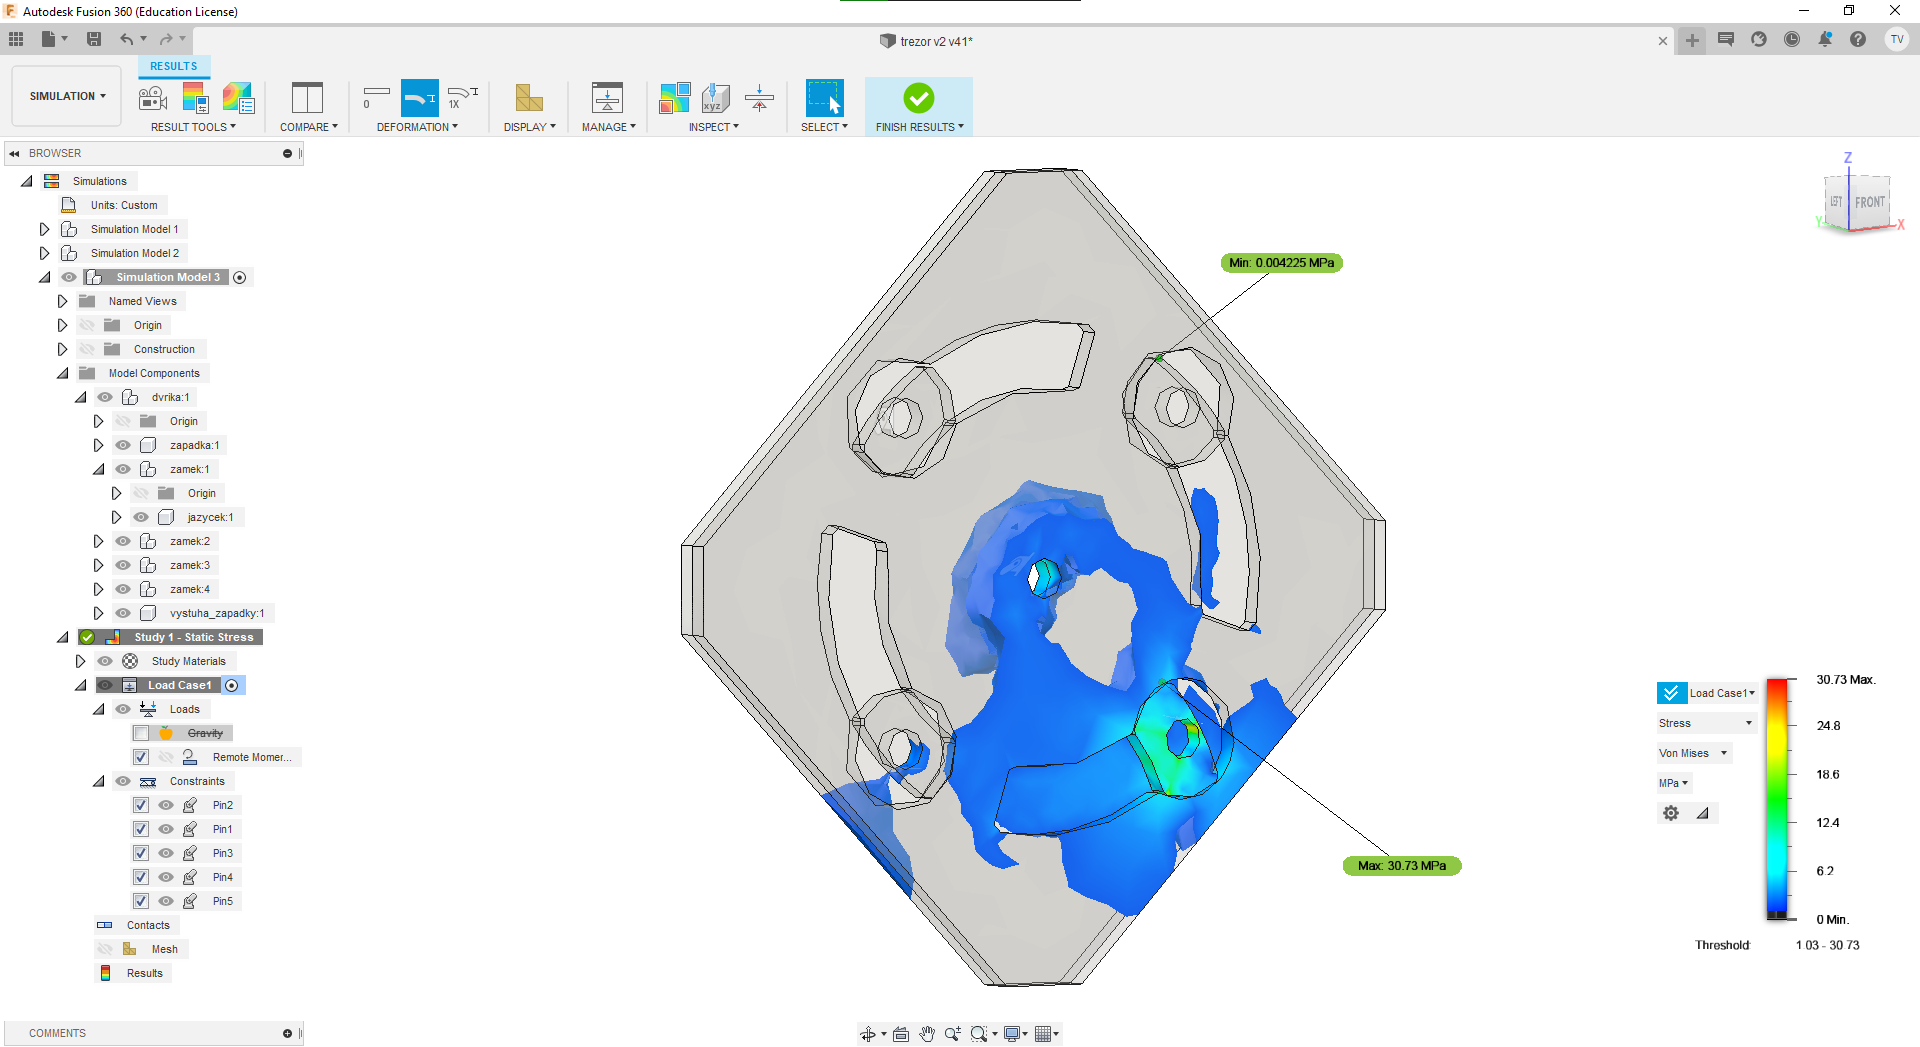 Autodesk Fusion 360 (Education License)
trezor v2 v41*
TV
RESULTS
SIMULATION
0
1X
xyz
RESULT TOOLS
COMPARE
DEFORMATION
DISPLAY
MANAGE
INSPECT
SELECT
FINISH RESULTS
BROWSER
Simulations
Units: Custom
Simulation Model 1
Simulation Model 2
Simulation Model 3
Named Views
Origin
Construction
Model Components
dvrika:1
Origin
zapadka:1
zamek:1
Origin
jazycek:1
zamek:2
zamek:3
zamek:4
vystuha_zapadky:1
Study 1 - Static Stress
Study Materials
Load Case1
Loads
Gravity
Remote Momer...
Constraints
Pin2
Pin1
Pin3
Pin4
Pin5
Contacts
Mesh
Results
COMMENTS
Min: 0.004225 MPa
Max: 30.73 MPa
Z
LEFT
FRONT
Y
X
Load Case1
Stress
Von Mises
MPa
30.73 Max.
24.8
18.6
12.4
6.2
0 Min.
Threshold: 1.03 - 30.73